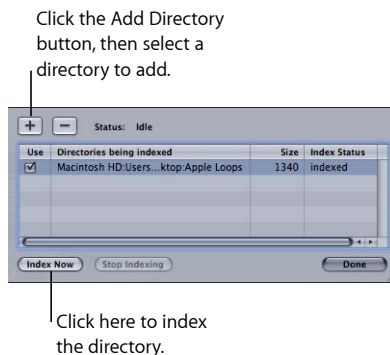 Click the Add Directory
button, then select a
directory to add.
+ − Status: Idle
Use Directories being indexed Size Index Status
Macintosh HD:Users...ktop:Apple Loops 1340 indexed
Index Now Stop Indexing Done
Click here to index
the directory.